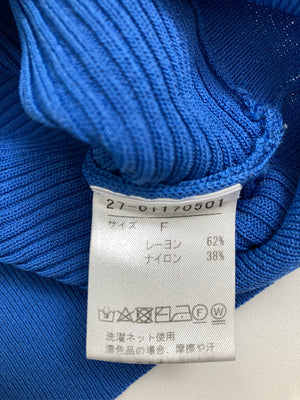 27-01176501
サイズ F
レーヨン 62%
ナイロン 38%
洗濯ネット使用
濃色品の場合、摩擦や汗